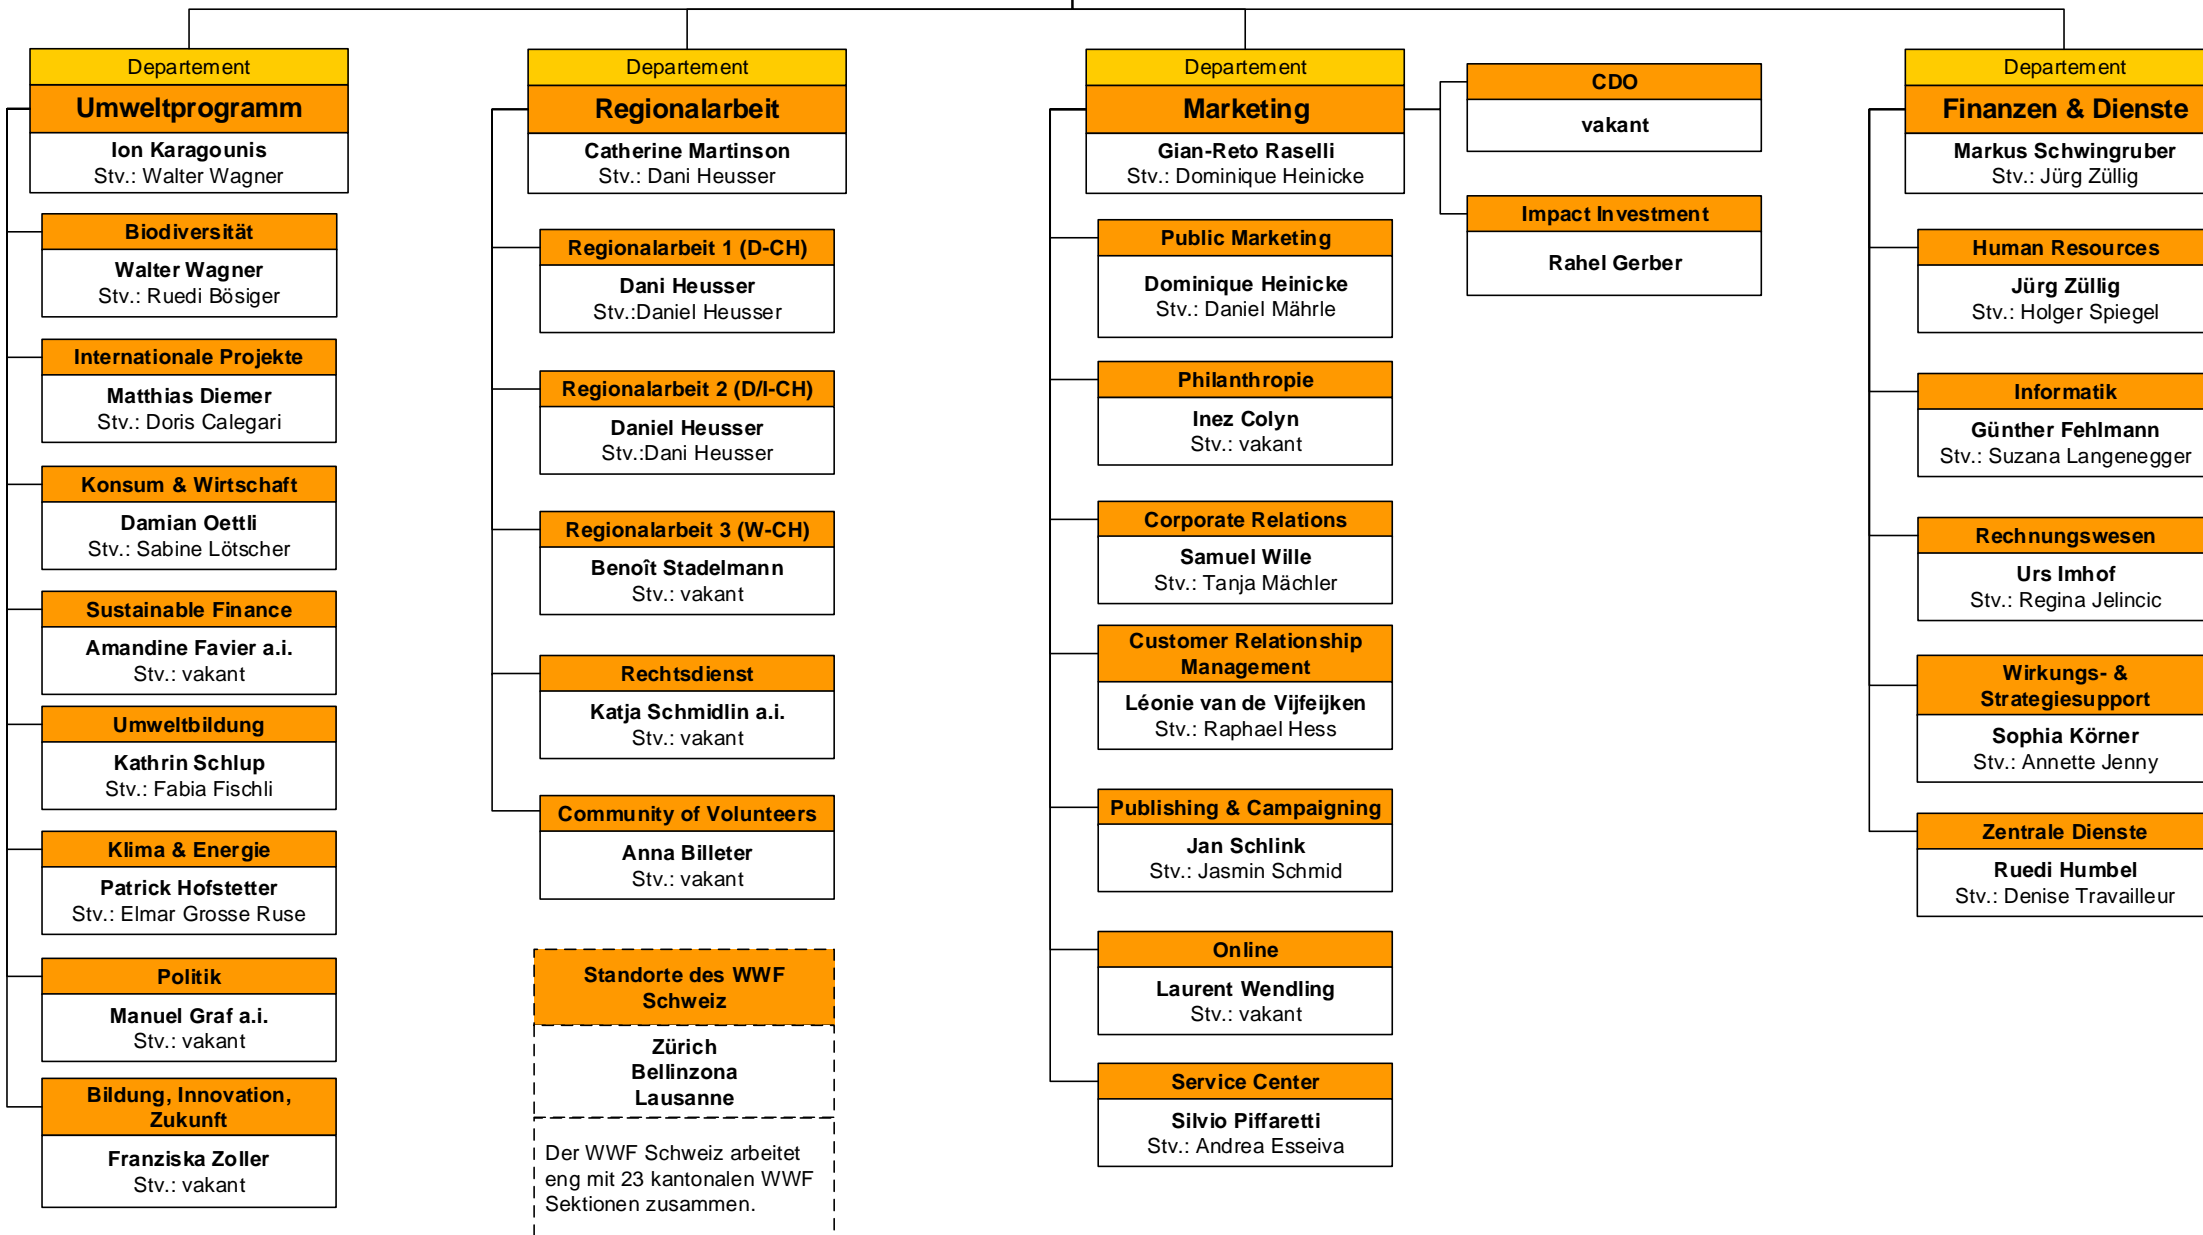 Departement
Umweltprogramm
Ion Karagounis
Stv.: Walter Wagner
Biodiversität
Walter Wagner
Stv.: Ruedi Bösiger
Internationale Projekte
Matthias Diemer
Stv.: Doris Calegari
Konsum & Wirtschaft
Damian Oettli
Stv.: Sabine Lötscher
Sustainable Finance
Amandine Favier a.i.
Stv.: vakant
Umweltbildung
Kathrin Schlup
Stv.: Fabia Fischli
Klima & Energie
Patrick Hofstetter
Stv.: Elmar Grosse Ruse
Politik
Manuel Graf a.i.
Stv.: vakant
Bildung, Innovation,
Zukunft
Franziska Zoller
Stv.: vakant
Departement
Regionalarbeit
Catherine Martinson
Stv.: Dani Heusser
Regionalarbeit 1 (D-CH)
Dani Heusser
Stv.:Daniel Heusser
Regionalarbeit 2 (D/I-CH)
Daniel Heusser
Stv.:Dani Heusser
Regionalarbeit 3 (W-CH)
Benoît Stadelmann
Stv.: vakant
Rechtsdienst
Katja Schmidlin a.i.
Stv.: vakant
Community of Volunteers
Anna Billeter
Stv.: vakant
Standorte des WWF
Schweiz
Zürich
Bellinzona
Lausanne
Der WWF Schweiz arbeitet
eng mit 23 kantonalen WWF
Sektionen zusammen.
Departement
Marketing
Gian-Reto Raselli
Stv.: Dominique Heinicke
CDO
vakant
Impact Investment
Rahel Gerber
Public Marketing
Dominique Heinicke
Stv.: Daniel Mährle
Philanthropie
Inez Colyn
Stv.: vakant
Corporate Relations
Samuel Wille
Stv.: Tanja Mächler
Customer Relationship
Management
Léonie van de Vijfeijken
Stv.: Raphael Hess
Publishing & Campaigning
Jan Schlink
Stv.: Jasmin Schmid
Online
Laurent Wendling
Stv.: vakant
Service Center
Silvio Piffaretti
Stv.: Andrea Esseiva
Departement
Finanzen & Dienste
Markus Schwingruber
Stv.: Jürg Züllig
Human Resources
Jürg Züllig
Stv.: Holger Spiegel
Informatik
Günther Fehlmann
Stv.: Suzana Langenegger
Rechnungswesen
Urs Imhof
Stv.: Regina Jelincic
Wirkungs- &
Strategiesupport
Sophia Körner
Stv.: Annette Jenny
Zentrale Dienste
Ruedi Humbel
Stv.: Denise Travailleur